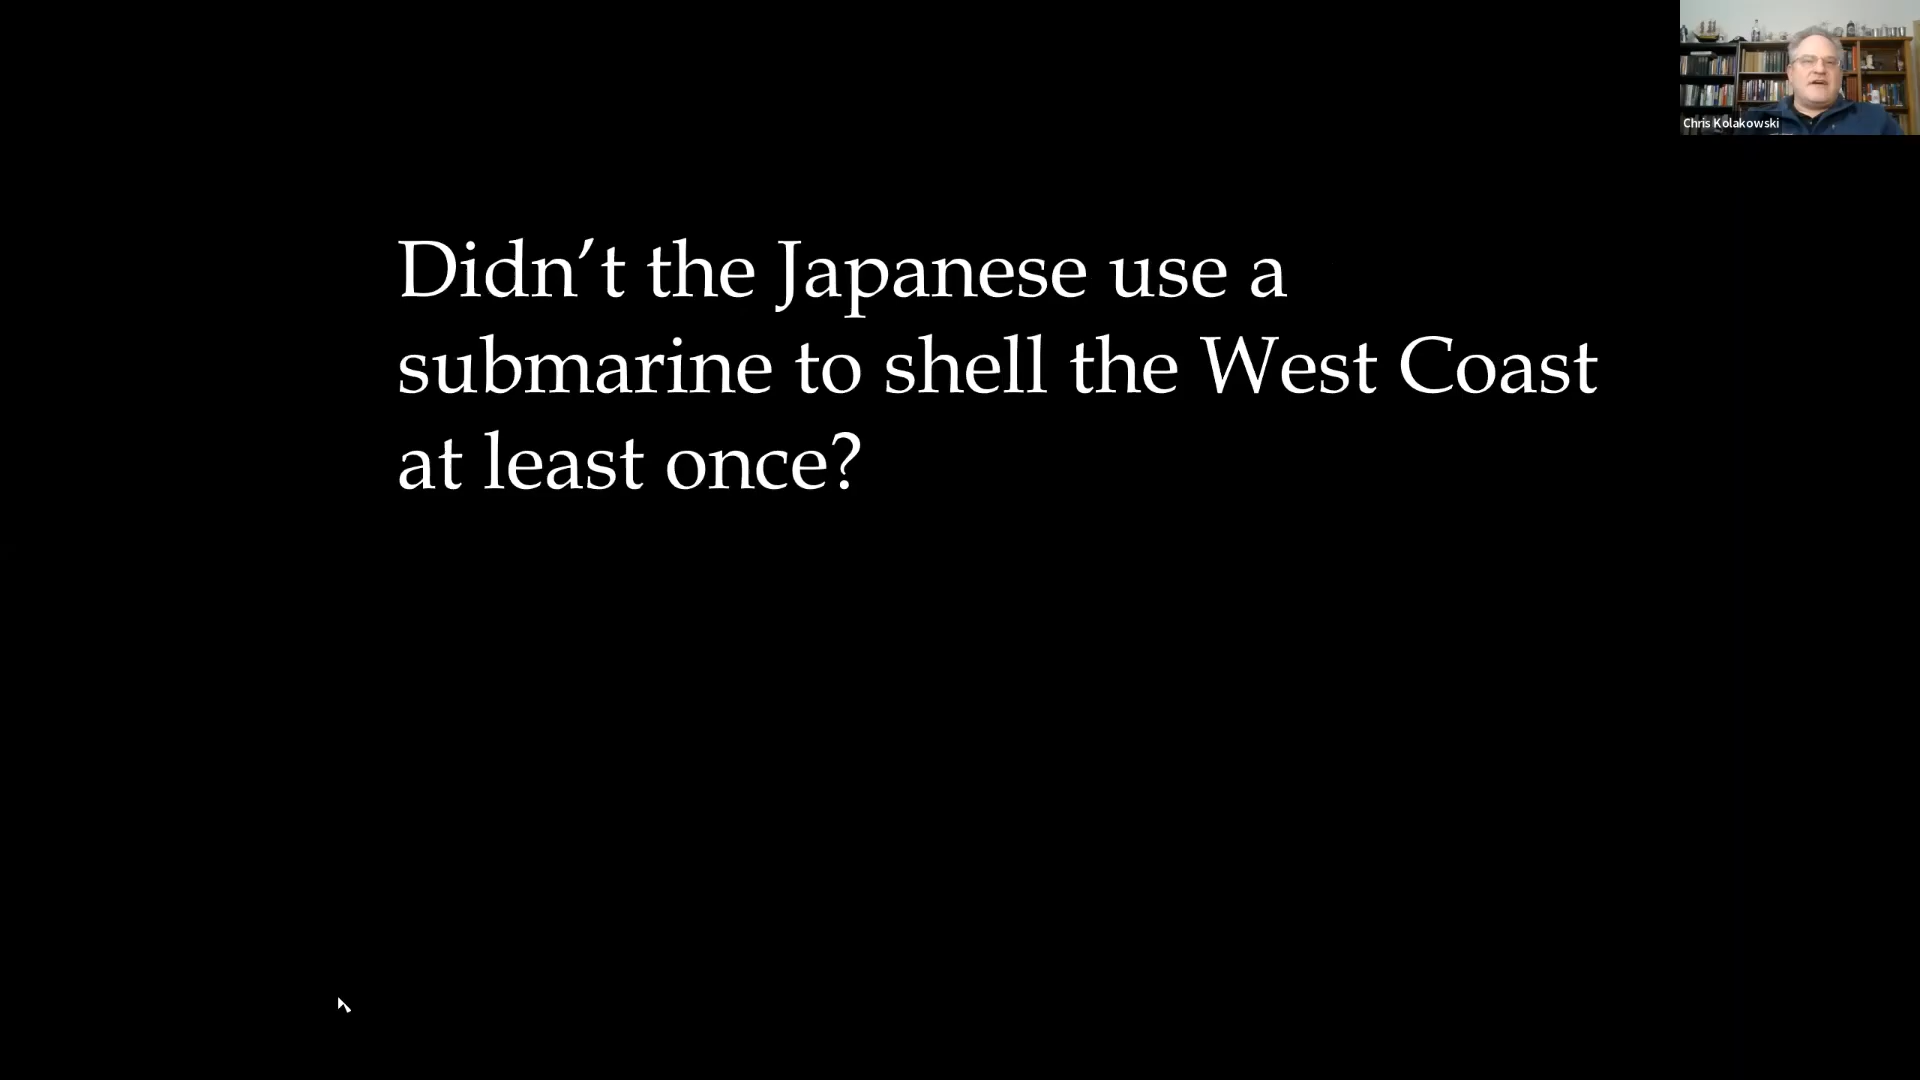 Chris Kolakowski
Didn’t the Japanese use a
submarine to shell the West Coast
at least once?